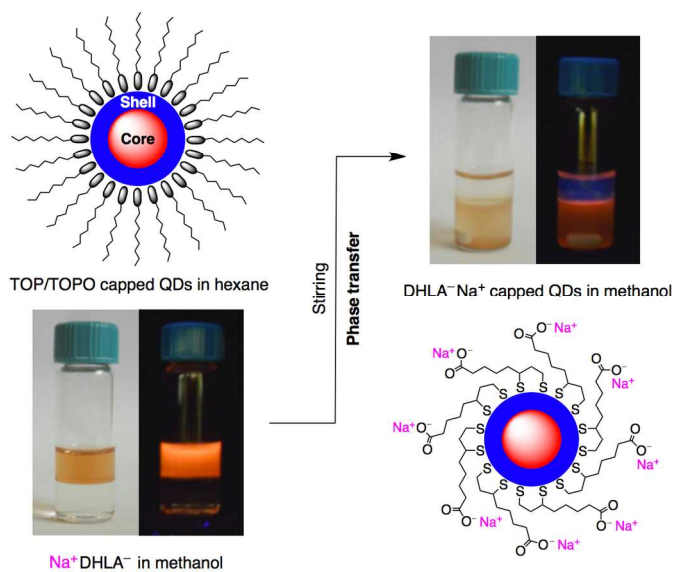 Shell
Core
TOP/TOPO capped QDs in hexane
Stirring
Phase transfer
DHLA⁻Na⁺ capped QDs in methanol
Na⁺DHLA⁻ in methanol
O O⁻ Na⁺
Na⁺ O⁻ O
O O⁻ Na⁺
S S S S
S S
Na⁺ O⁻ O
S S
S S
O O⁻ Na⁺
S S
S S S S
O O⁻ Na⁺
O O⁻ Na⁺
O O⁻ Na⁺